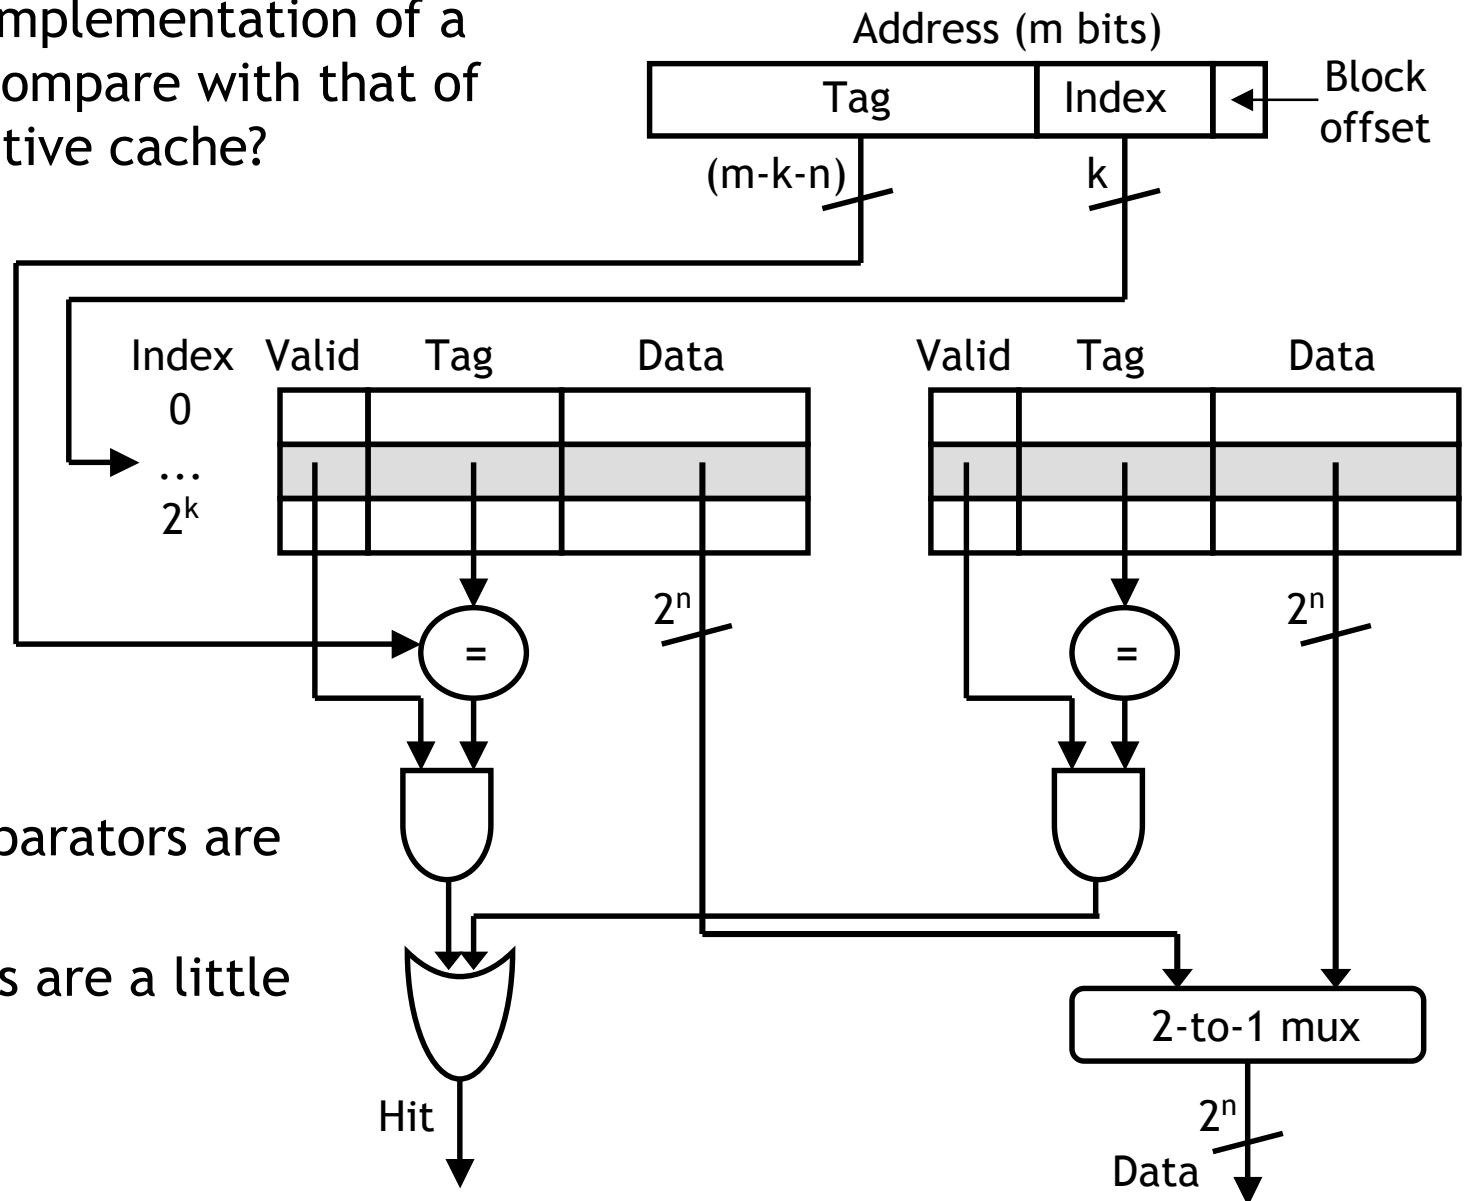 mplementation of a
ompare with that of
tive cache?
Address (m bits)
Tag Index
Block
offset
(m-k-n) k
Index Valid Tag Data Valid Tag Data
0
...
2ᵏ
2ⁿ 2ⁿ
= =
parators are
s are a little
2-to-1 mux
Hit
2ⁿ
Data